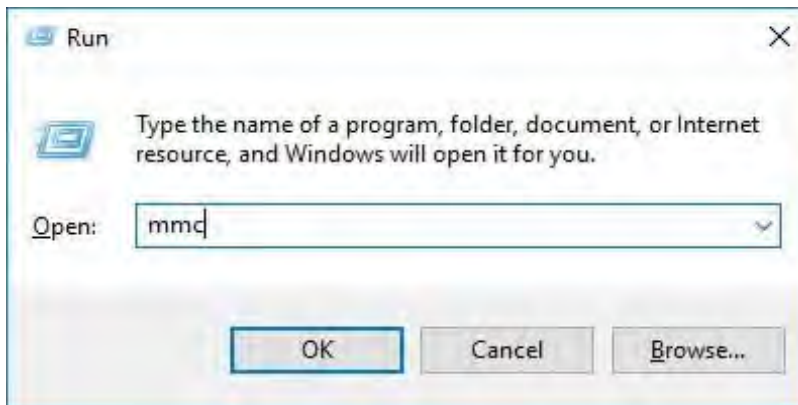 Run
Type the name of a program, folder, document, or Internet
resource, and Windows will open it for you.
Open: mmc
OK Cancel Browse...